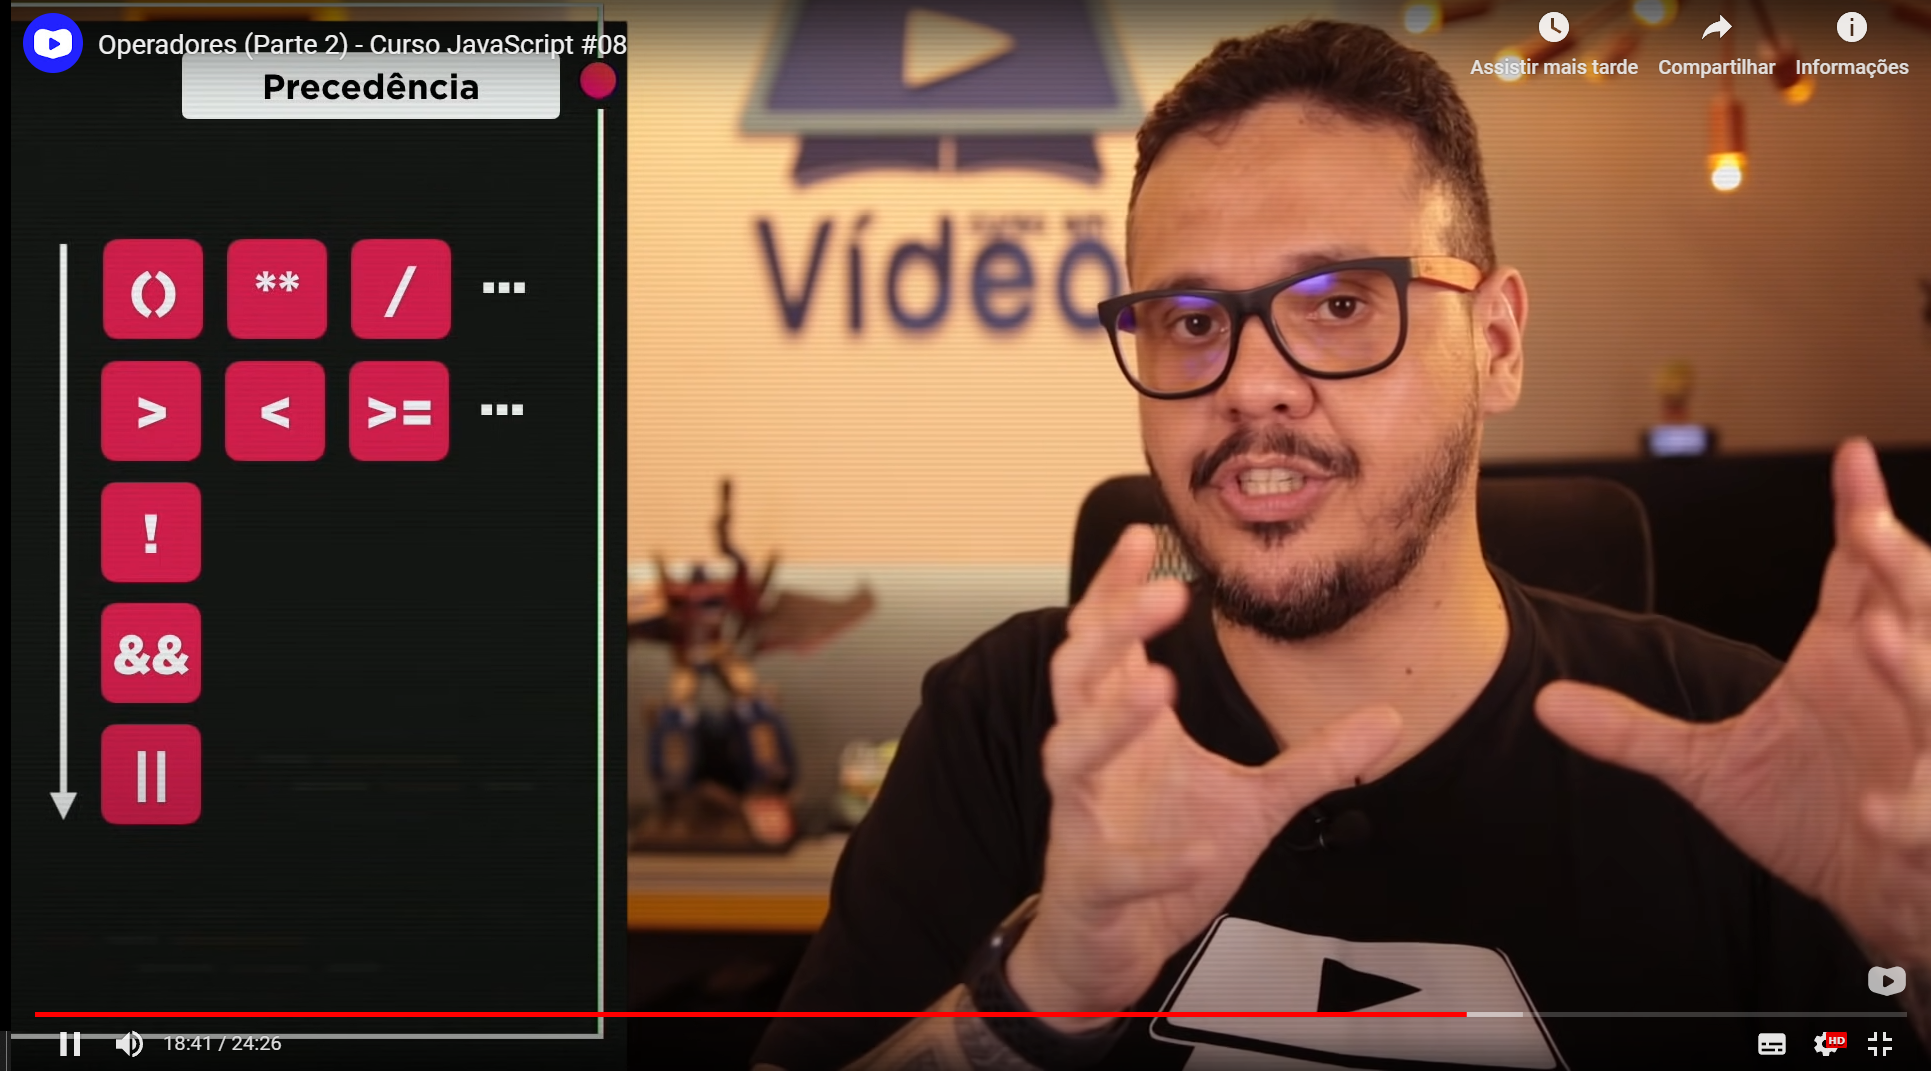 Operadores (Parte 2) - Curso JavaScript #08
Assistir mais tarde
Compartilhar
Informações
Precedência
Vídeo
() ** / ...
> < >= ...
!
&&
||
18:41 / 24:26
HD